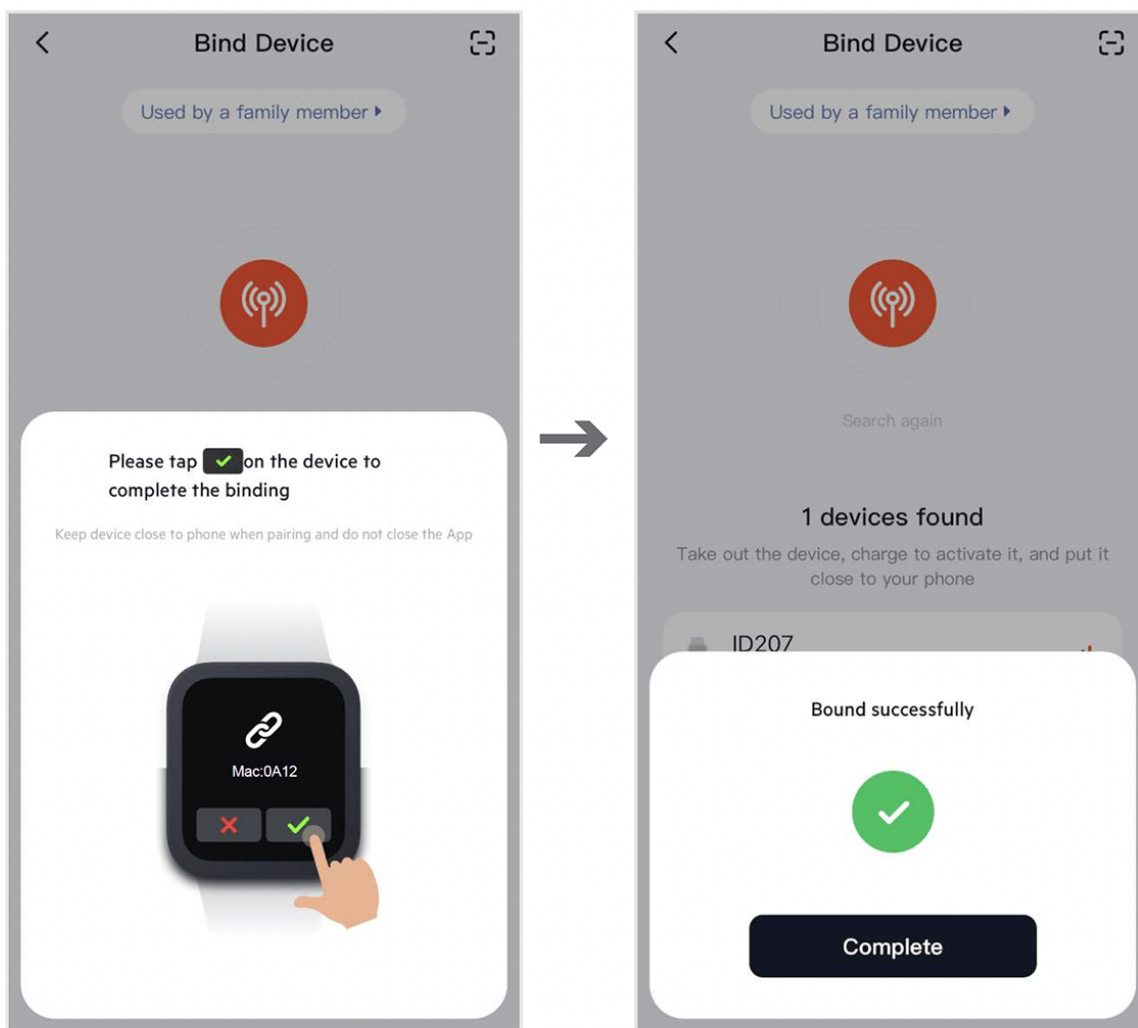 Bind Device
Used by a family member
Please tap on the device to
complete the binding
Keep device close to phone when pairing and do not close the App
Mac:0A12
Bind Device
Used by a family member
Search again
1 devices found
Take out the device, charge to activate it, and put it
close to your phone
ID207
Bound successfully
Complete